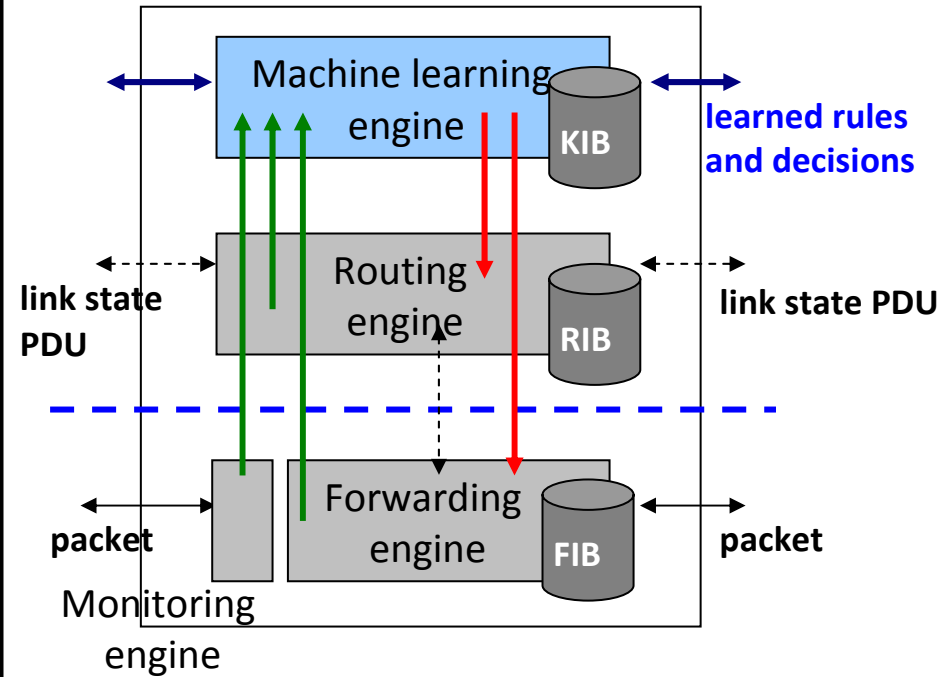 Machine learning
engine
KIB
learned rules
and decisions
Routing
engine
RIB
link state
PDU
link state PDU
Forwarding
engine
FIB
packet
packet
Monitoring
engine